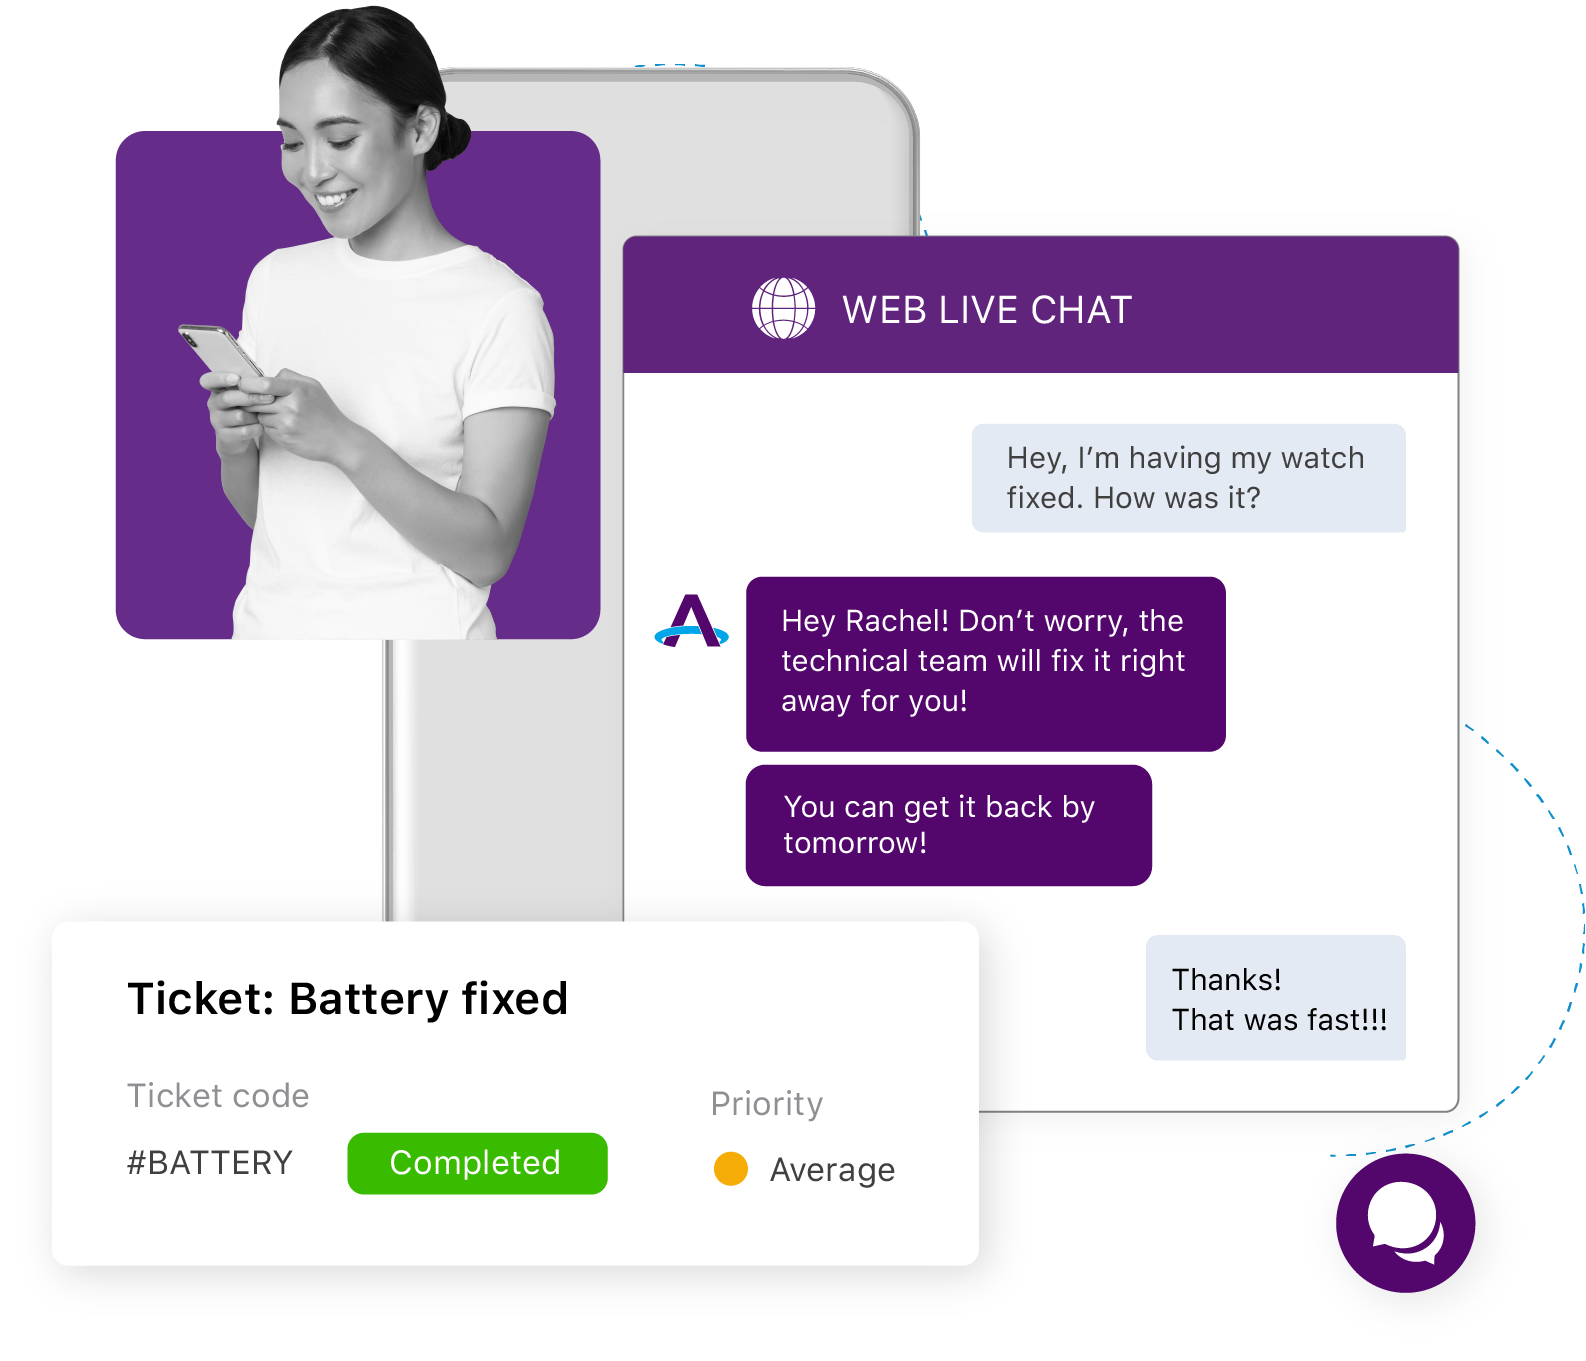 WEB LIVE CHAT
Hey, I’m having my watch
fixed. How was it?
Hey Rachel! Don’t worry, the
technical team will fix it right
away for you!
You can get it back by
tomorrow!
Thanks!
That was fast!!!
Ticket: Battery fixed
Ticket code
#BATTERY
Completed
Priority
Average